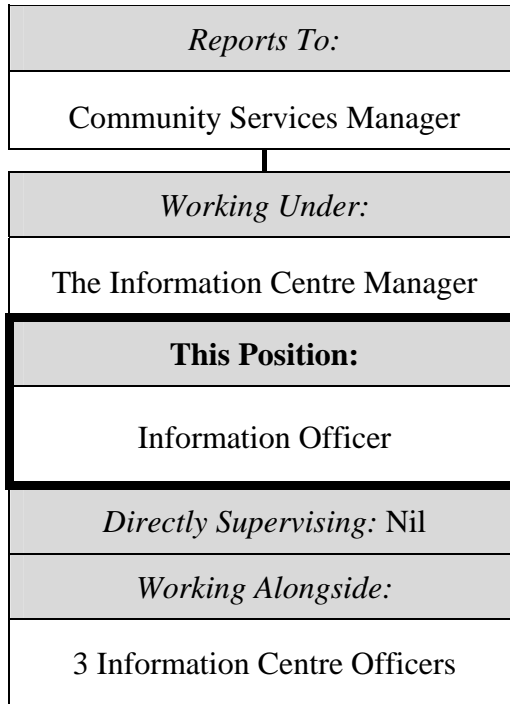 Reports To:
Community Services Manager
Working Under:
The Information Centre Manager
This Position:
Information Officer
Directly Supervising: Nil
Working Alongside:
3 Information Centre Officers